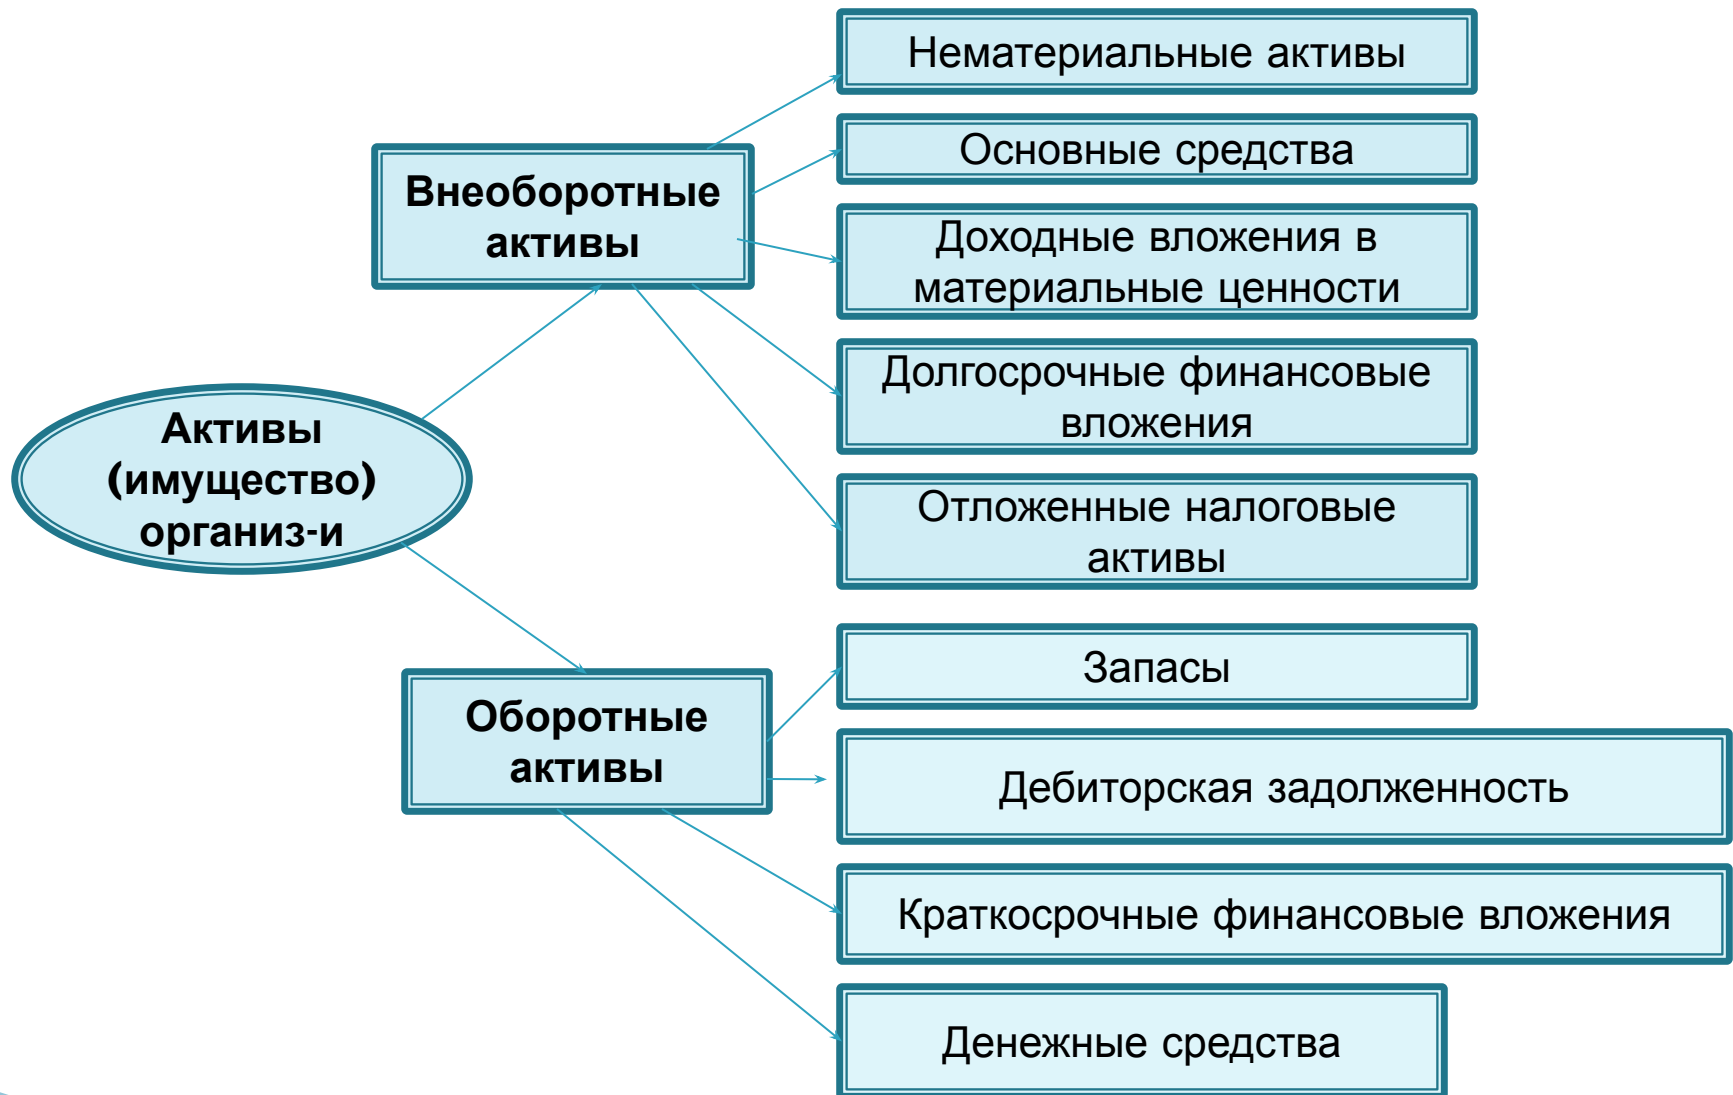 Нематериальные активы
Основные средства
Внеоборотные
активы
Доходные вложения в
материальные ценности
Долгосрочные финансовые
вложения
Активы
(имущество)
организ-и
Отложенные налоговые
активы
Запасы
Оборотные
активы
Дебиторская задолженность
Краткосрочные финансовые вложения
Денежные средства